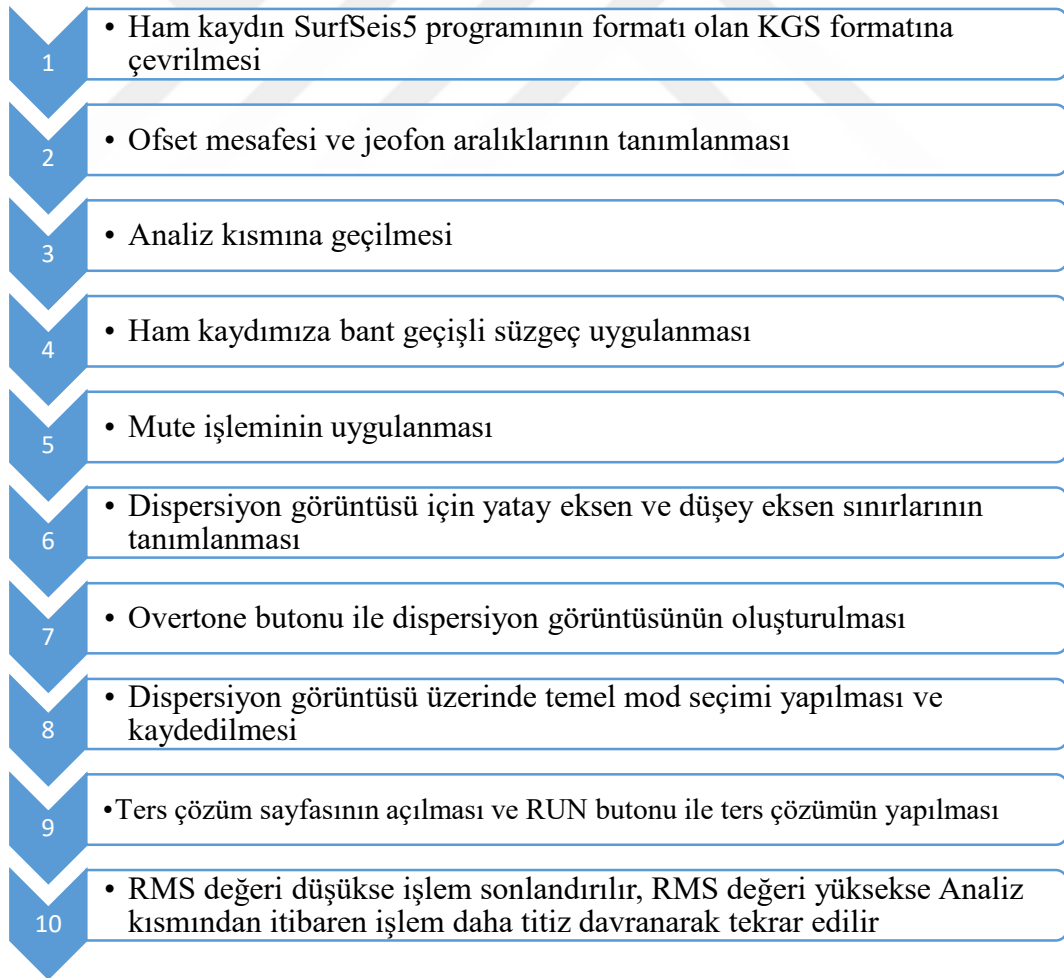 1
• Ham kaydın SurfSeis5 programının formatı olan KGS formatına
çevrilmesi
2
• Ofset mesafesi ve jeofon aralıklarının tanımlanması
3
• Analiz kısmına geçilmesi
4
• Ham kaydımıza bant geçişli süzgeç uygulanması
5
• Mute işleminin uygulanması
6
• Dispersiyon görüntüsü için yatay eksen ve düşey eksen sınırlarının
tanımlanması
7
• Overtone butonu ile dispersiyon görüntüsünün oluşturulması
8
• Dispersiyon görüntüsü üzerinde temel mod seçimi yapılması ve
kaydedilmesi
9
•Ters çözüm sayfasının açılması ve RUN butonu ile ters çözümün yapılması
10
• RMS değeri düşükse işlem sonlandırılır, RMS değeri yüksekse Analiz
kısmından itibaren işlem daha titiz davranarak tekrar edilir